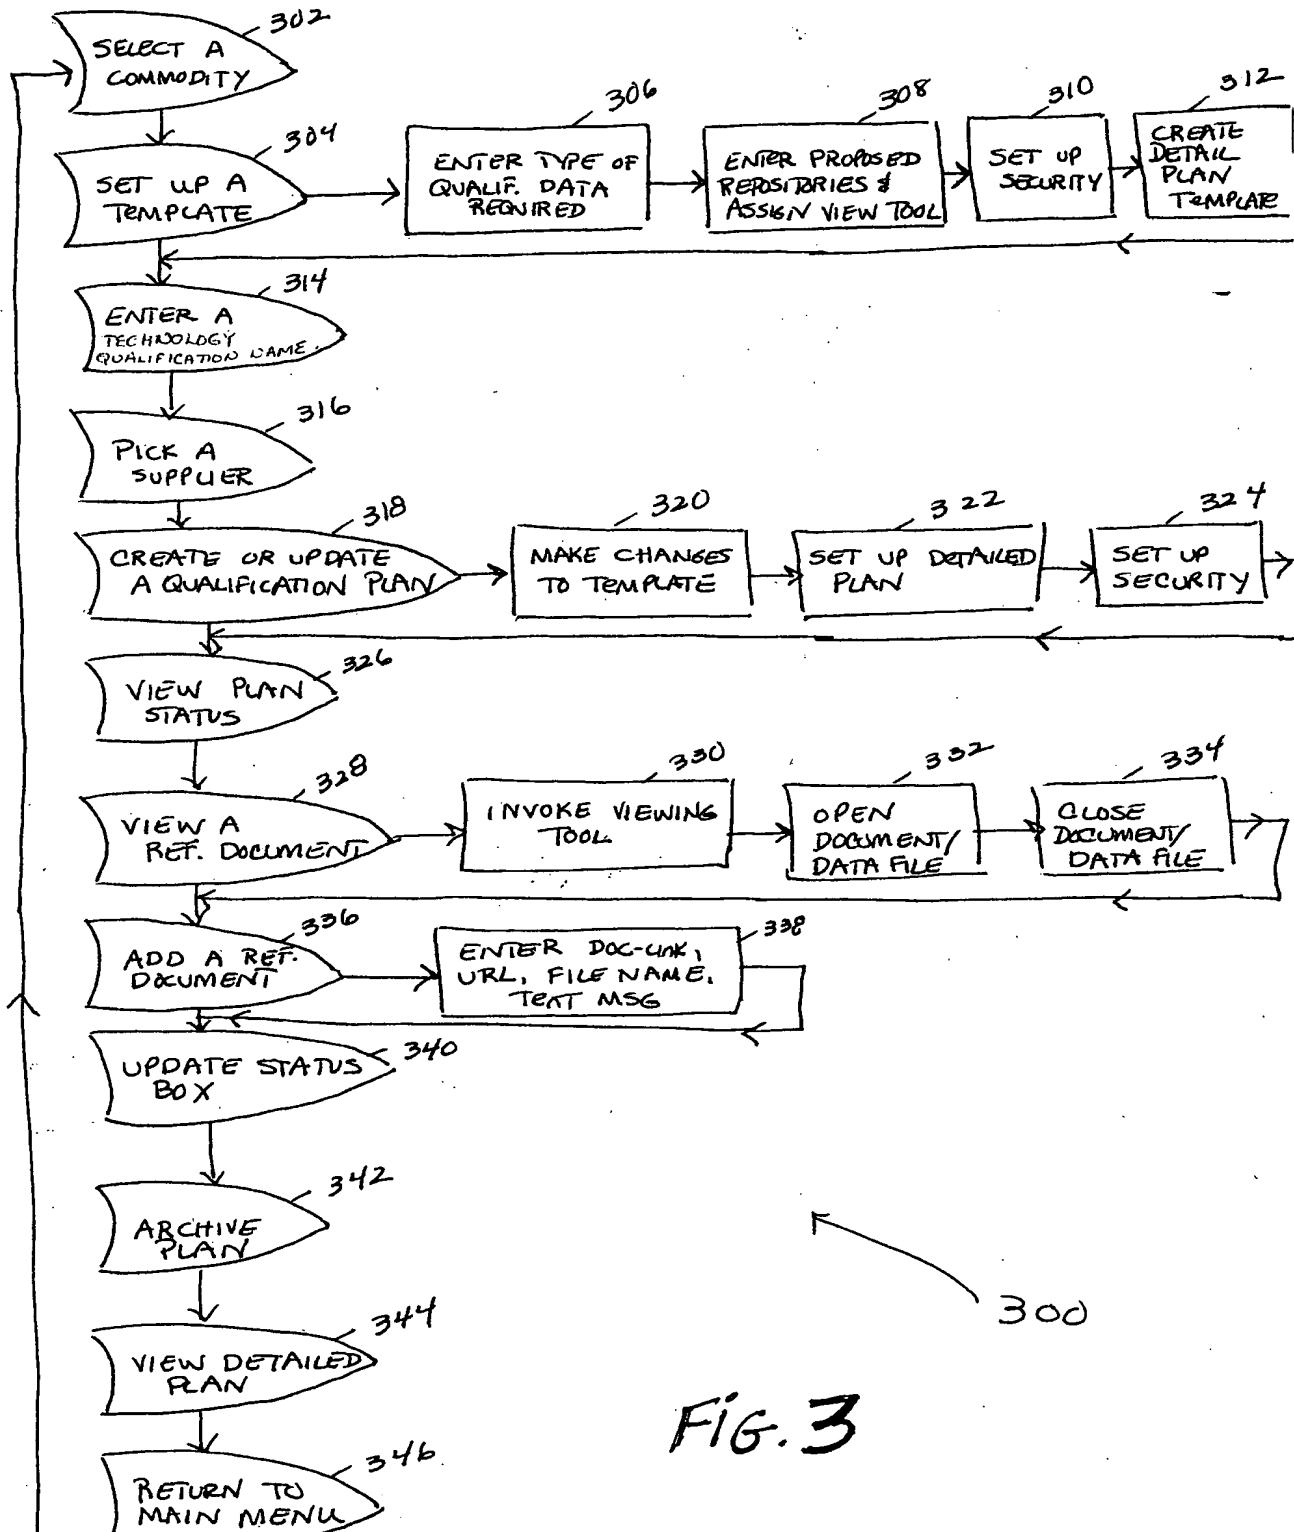 302
SELECT A
COMMODITY
304
SET UP A
TEMPLATE
306
ENTER TYPE OF
QUALIF. DATA
REQUIRED
308
ENTER PROPOSED
REPOSITORIES &
ASSIGN VIEW TOOL
310
SET UP
SECURITY
312
CREATE
DETAIL
PLAN
TEMPLATE
314
ENTER A
TECHNOLOGY
QUALIFICATION NAME.
316
PICK A
SUPPLIER
318
CREATE OR UPDATE
A QUALIFICATION PLAN
320
MAKE CHANGES
TO TEMPLATE
322
SET UP DETAILED
PLAN
324
SET UP
SECURITY
326
VIEW PLAN
STATUS
328
VIEW A
REF. DOCUMENT
330
INVOKE VIEWING
TOOL
332
OPEN
DOCUMENT/
DATA FILE
334
CLOSE
DOCUMENT/
DATA FILE
336
ADD A REF.
DOCUMENT
338
ENTER DOC-LINK,
URL, FILE NAME,
TEXT MSG
340
UPDATE STATUS
BOX
342
ARCHIVE
PLAN
344
VIEW DETAILED
PLAN
346
RETURN TO
MAIN MENU
300
FIG. 3